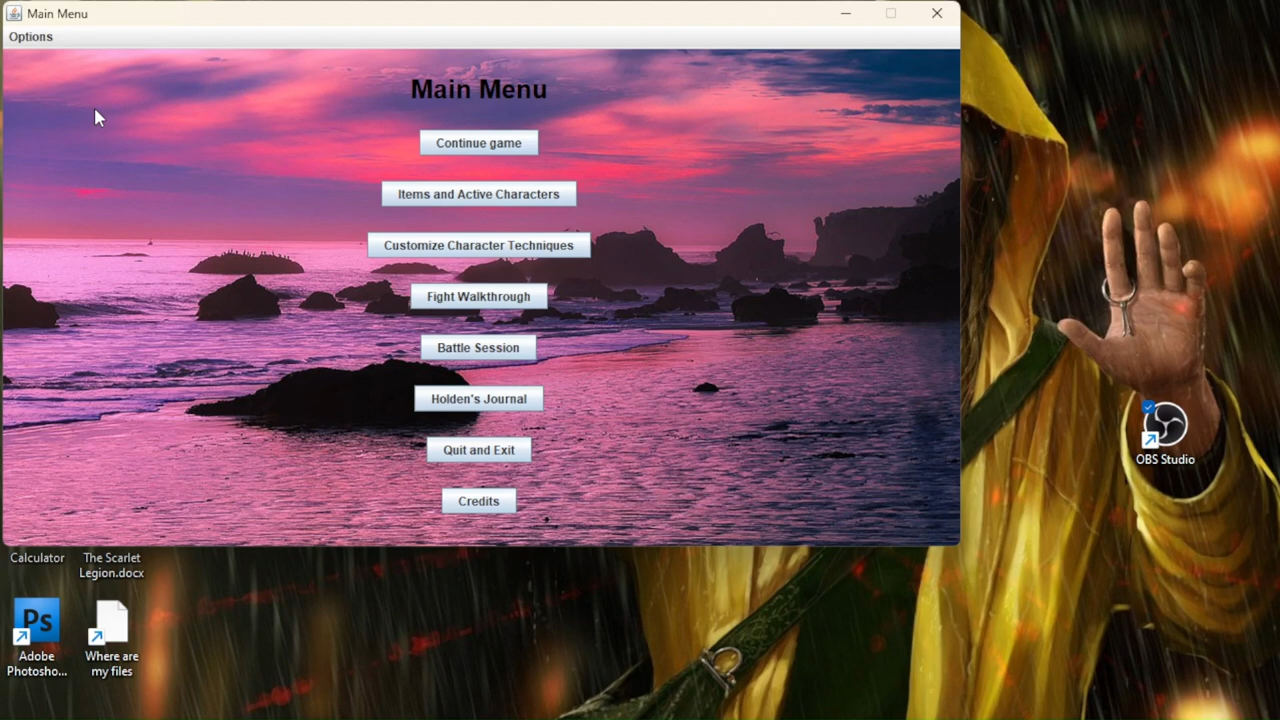 Main Menu
Options
Main Menu
Continue game
Items and Active Characters
Customize Character Techniques
Fight Walkthrough
Battle Session
Holden's Journal
Quit and Exit
Credits
OBS Studio
Calculator
The Scarlet
Legion.docx
Ps
Adobe
Photosho...
Where are
my files